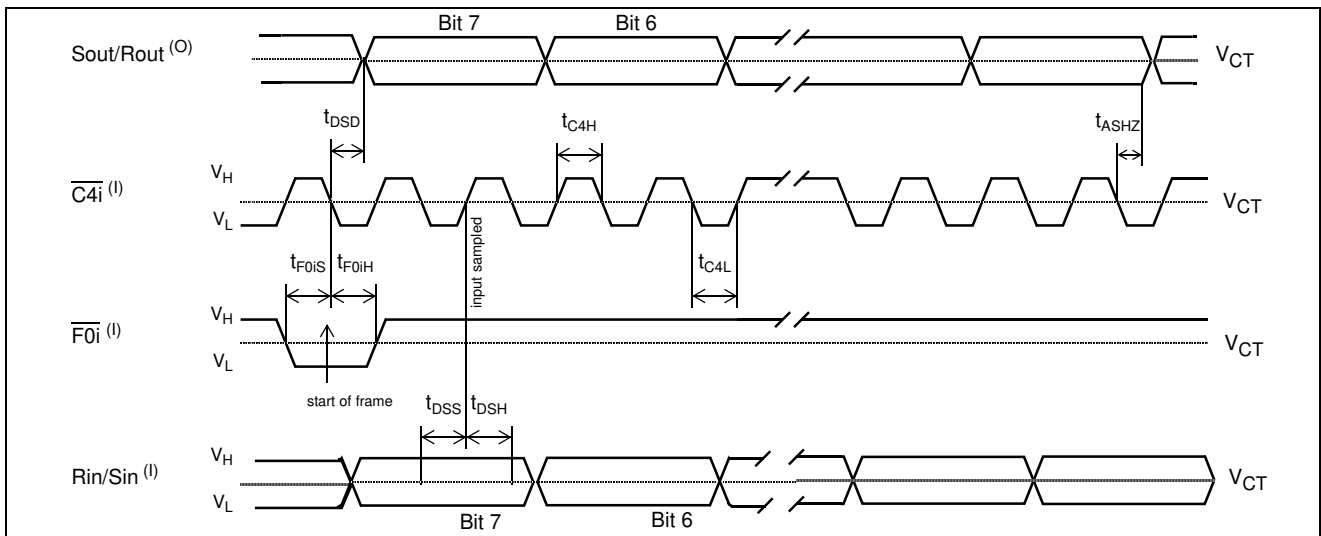 Bit 7 Bit 6
Sout/Rout (O) VCT
tDSD tC4H tASHZ
VH
C4i (I) VCT
VL
tF0iS tF0iH input sampled tC4L
VH
F0i (I) VCT
VL
start of frame tDSS tDSH
VH
Rin/Sin (I) VCT
VL
Bit 7 Bit 6